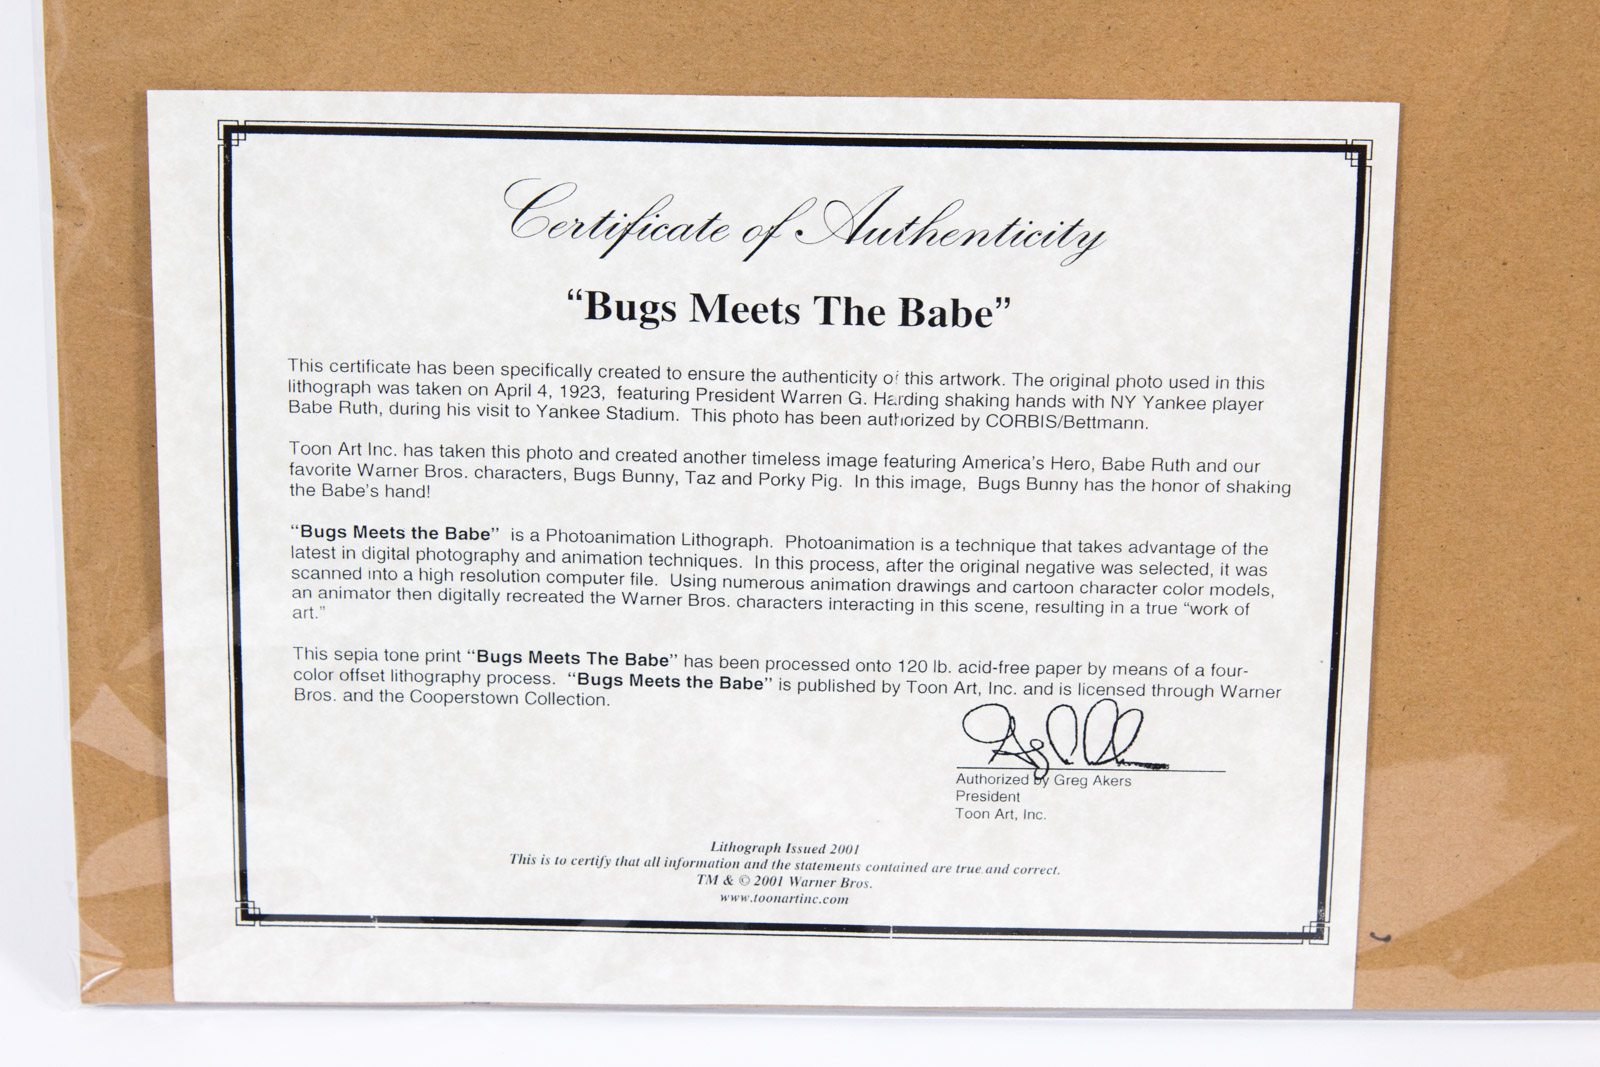 Certificate of Authenticity
“Bugs Meets The Babe”
This certificate has been specifically created to ensure the authenticity of this artwork. The original photo used in this
lithograph was taken on April 4, 1923, featuring President Warren G. Harding shaking hands with NY Yankee player
Babe Ruth, during his visit to Yankee Stadium. This photo has been authorized by CORBIS/Bettmann.
Toon Art Inc. has taken this photo and created another timeless image featuring America's Hero, Babe Ruth and our
favorite Warner Bros. characters, Bugs Bunny, Taz and Porky Pig. In this image, Bugs Bunny has the honor of shaking
the Babe's hand!
“Bugs Meets the Babe” is a Photoanimation Lithograph. Photoanimation is a technique that takes advantage of the
latest in digital photography and animation techniques. In this process, after the original negative was selected, it was
scanned into a high resolution computer file. Using numerous animation drawings and cartoon character color models,
an animator then digitally recreated the Warner Bros. characters interacting in this scene, resulting in a true “work of
art.”
This sepia tone print “Bugs Meets The Babe” has been processed onto 120 lb. acid-free paper by means of a four-
color offset lithography process. “Bugs Meets the Babe” is published by Toon Art, Inc. and is licensed through Warner
Bros. and the Cooperstown Collection.
Authorized by Greg Akers
President
Toon Art, Inc.
Lithograph Issued 2001
This is to certify that all information and the statements contained are true and correct.
TM & © 2001 Warner Bros.
www.toonartinc.com